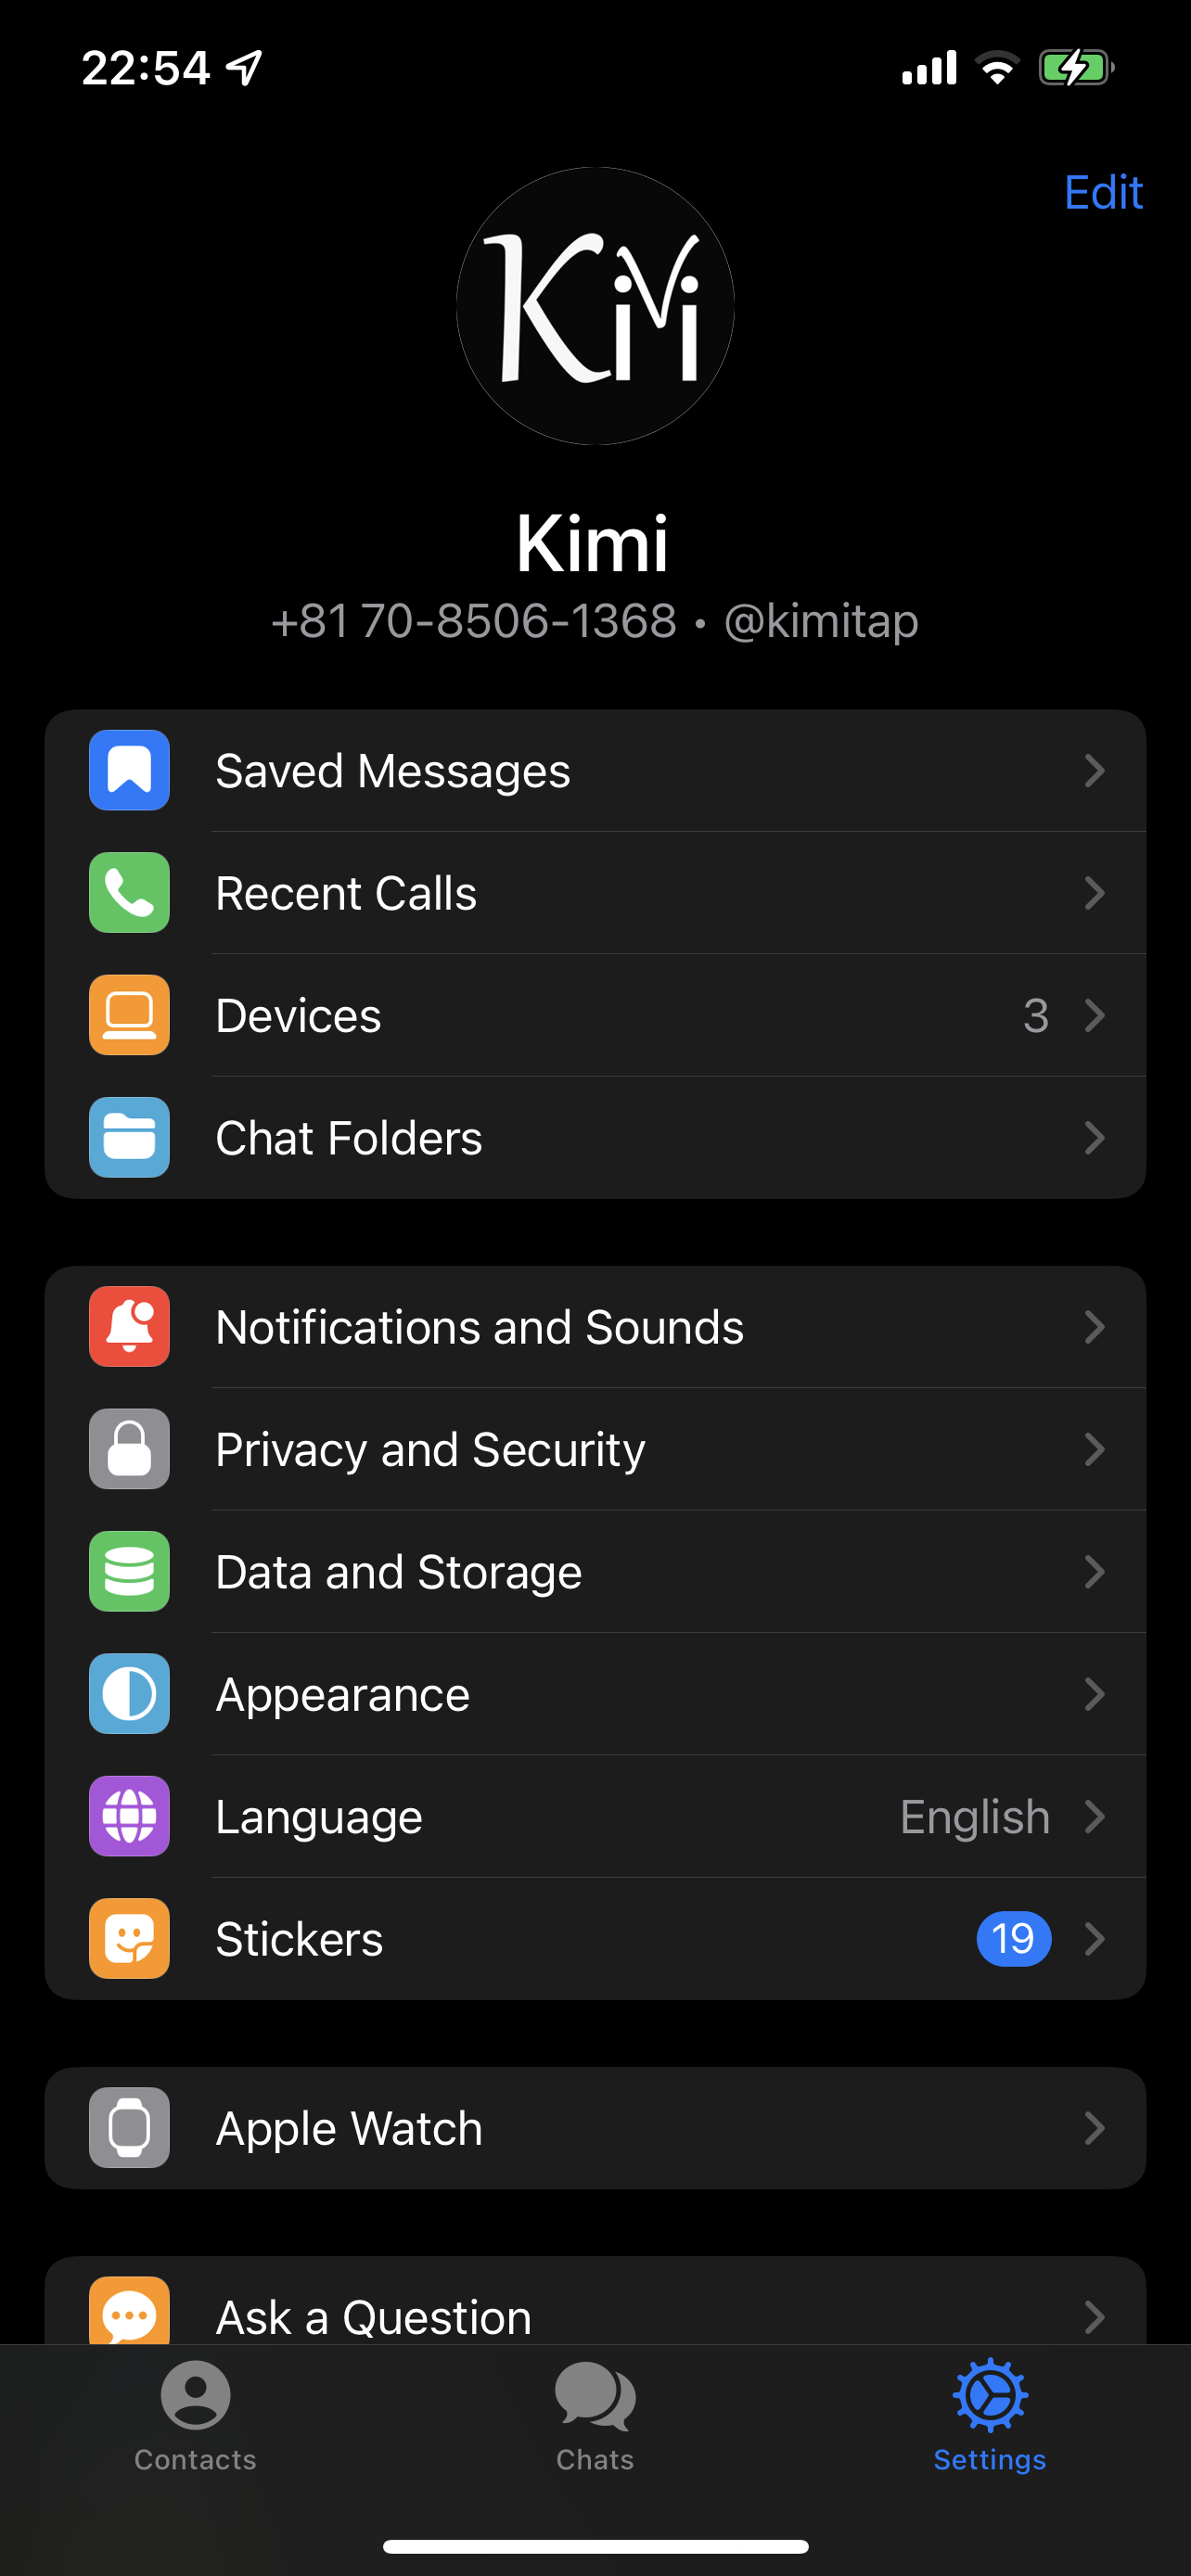 22:54
Edit
Kimi
Kimi
+81 70-8506-1368 • @kimitap
Saved Messages
Recent Calls
Devices 3
Chat Folders
Notifications and Sounds
Privacy and Security
Data and Storage
Appearance
Language English
Stickers 19
Apple Watch
Ask a Question
Contacts Chats Settings